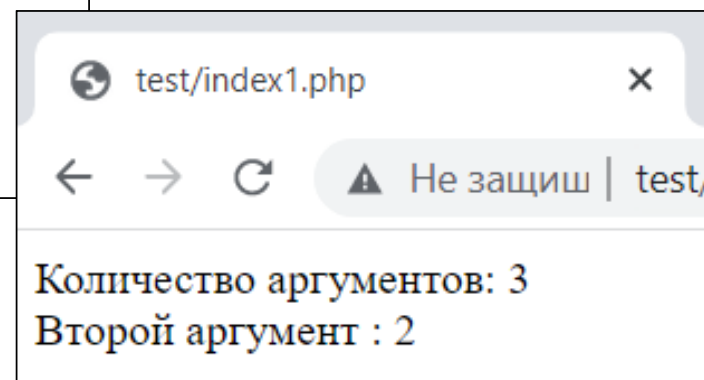 test/index1.php
Не защищ | test/
Количество аргументов: 3
Второй аргумент : 2